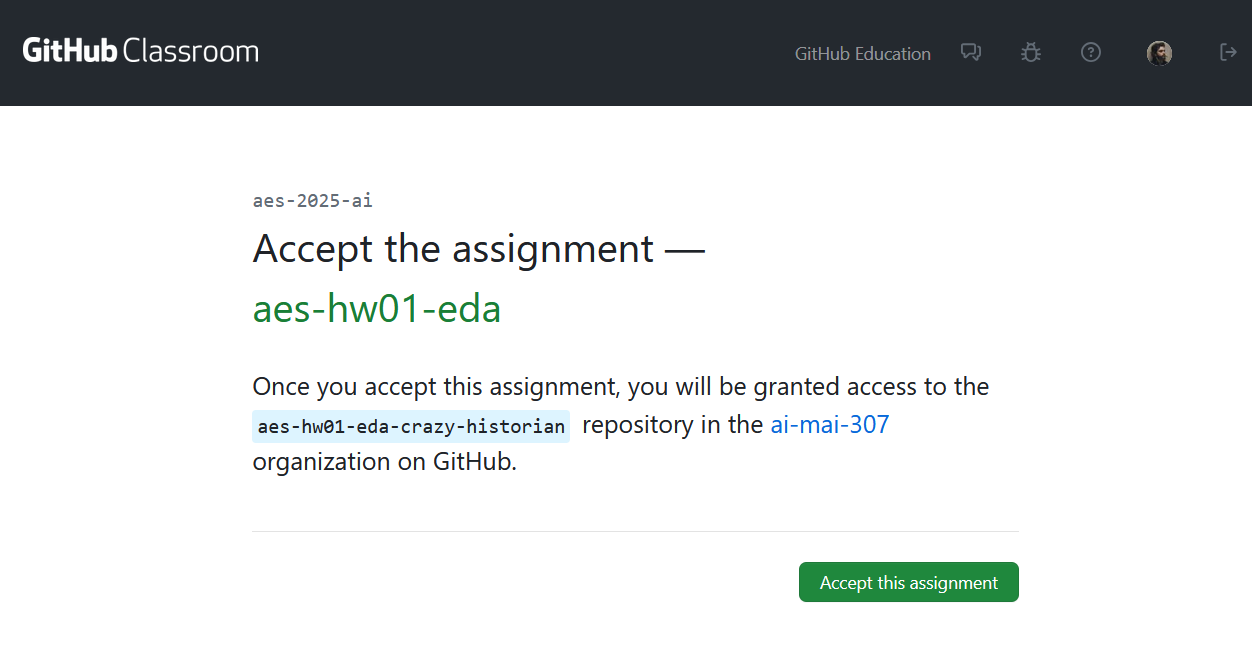 GitHub Classroom
GitHub Education
aes-2025-ai
Accept the assignment —
aes-hw01-eda
Once you accept this assignment, you will be granted access to the
aes-hw01-eda-crazy-historian repository in the ai-mai-307
organization on GitHub.
Accept this assignment